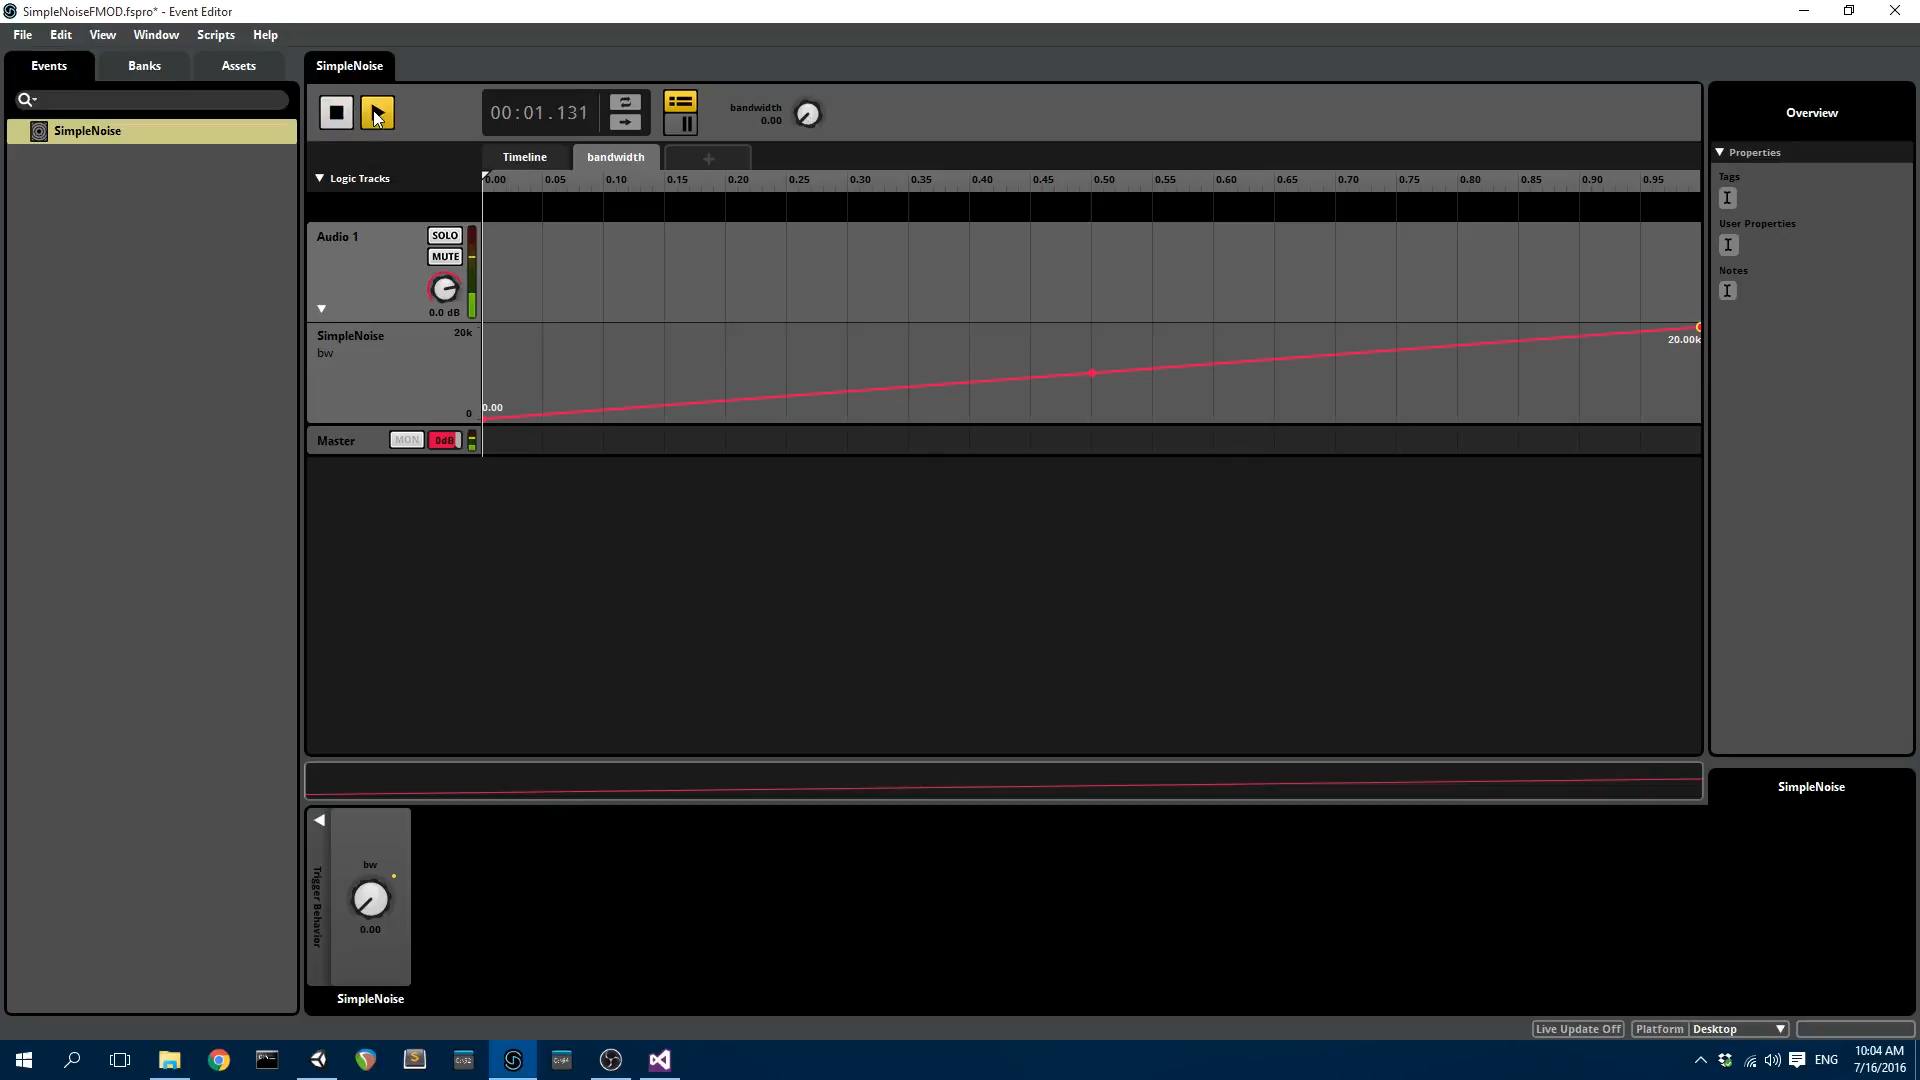 SimpleNoiseFMOD.fspro* - Event Editor
File Edit View Window Scripts Help
Events Banks Assets
SimpleNoise
SimpleNoise
00:01.131
bandwidth
0.00
Timeline bandwidth +
Logic Tracks
0.00 0.05 0.10 0.15 0.20 0.25 0.30 0.35 0.40 0.45 0.50 0.55 0.60 0.65 0.70 0.75 0.80 0.85 0.90 0.95
Audio 1
SOLO
MUTE
0.0 dB
SimpleNoise
bw
20k
0
0.00
20.00k
Master MON 0dB
Overview
Properties
Tags
User Properties
Notes
SimpleNoise
Trigger Behavior
bw
0.00
SimpleNoise
Live Update Off Platform Desktop
C:\32
C:\64
ENG
10:04 AM
7/16/2016